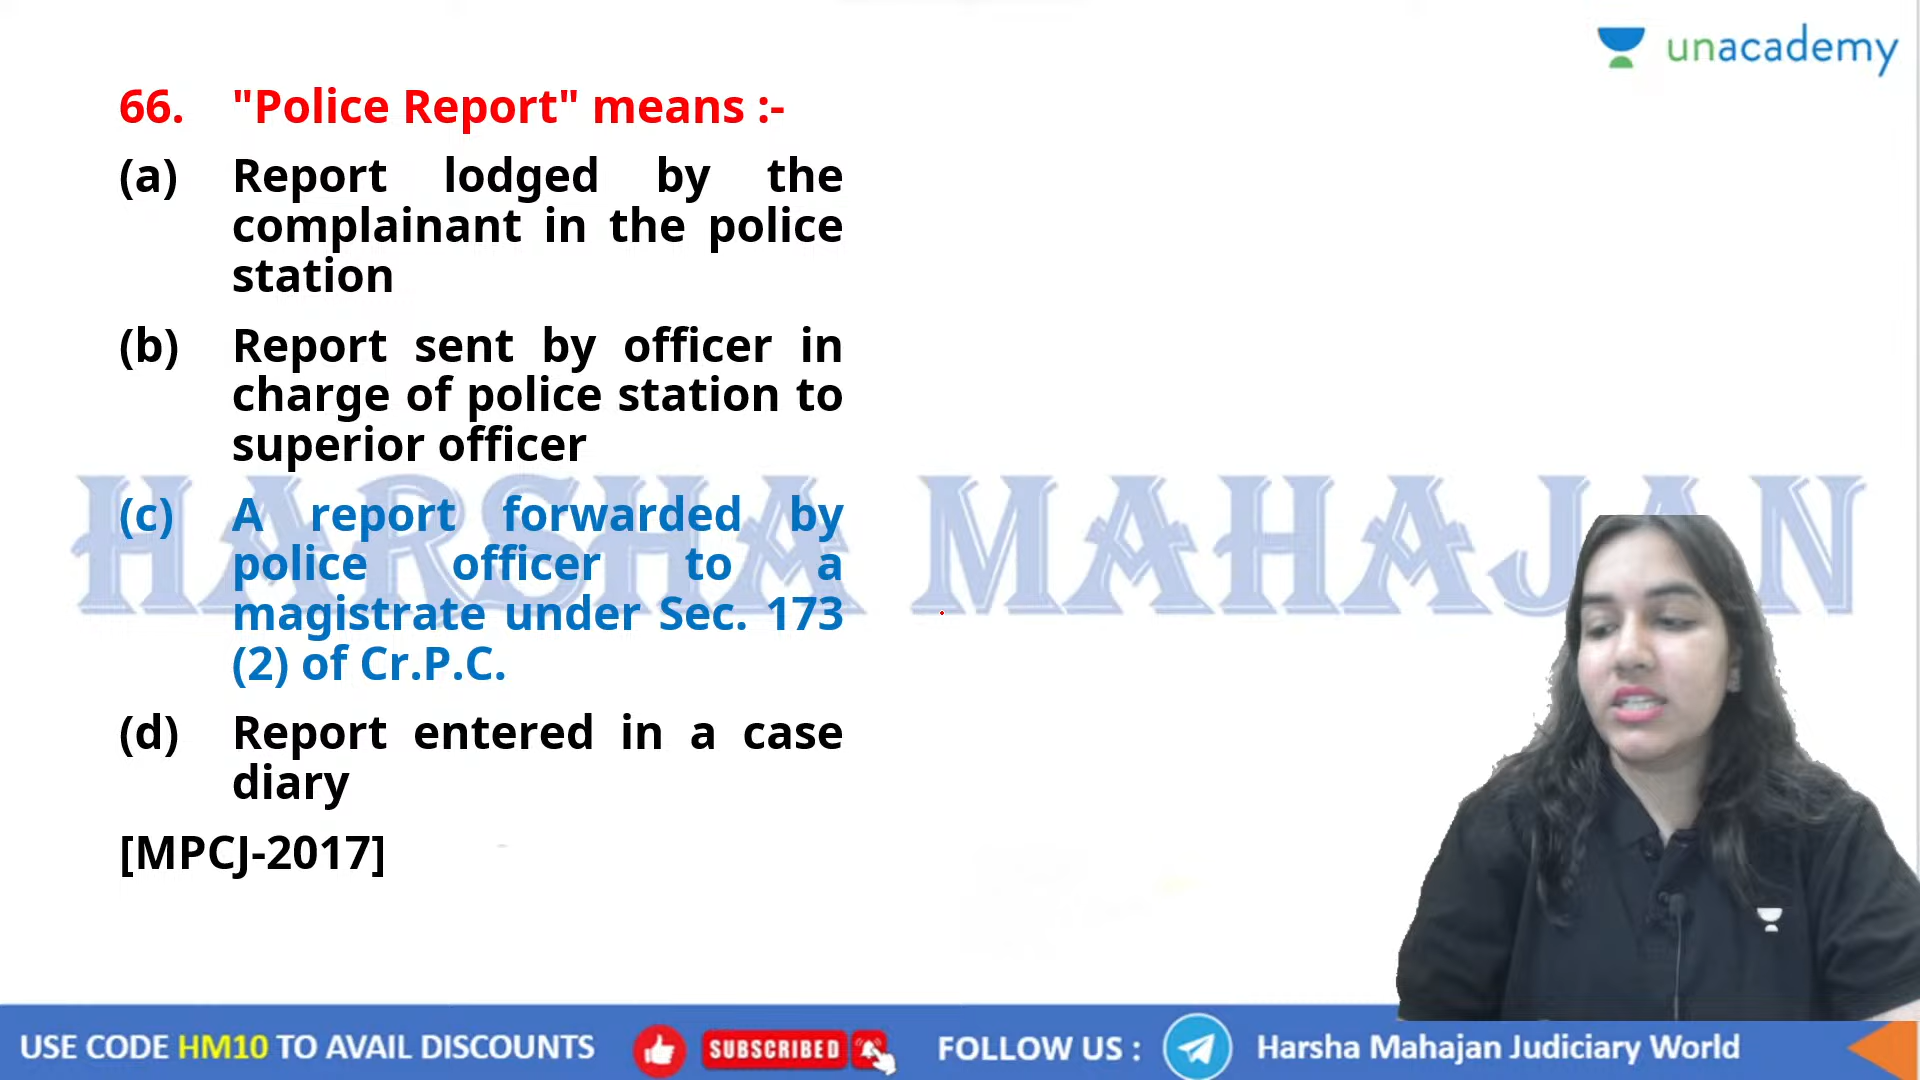 unacademy
66. "Police Report" means :-
(a) Report lodged by the
complainant in the police
station
(b) Report sent by officer in
charge of police station to
superior officer
HARSHA MAHAJAN
(c) A report forwarded by
police officer to a
magistrate under Sec. 173
(2) of Cr.P.C.
(d) Report entered in a case
diary
[MPCJ-2017]
USE CODE HM10 TO AVAIL DISCOUNTS
SUBSCRIBED
FOLLOW US :
Harsha Mahajan Judiciary World